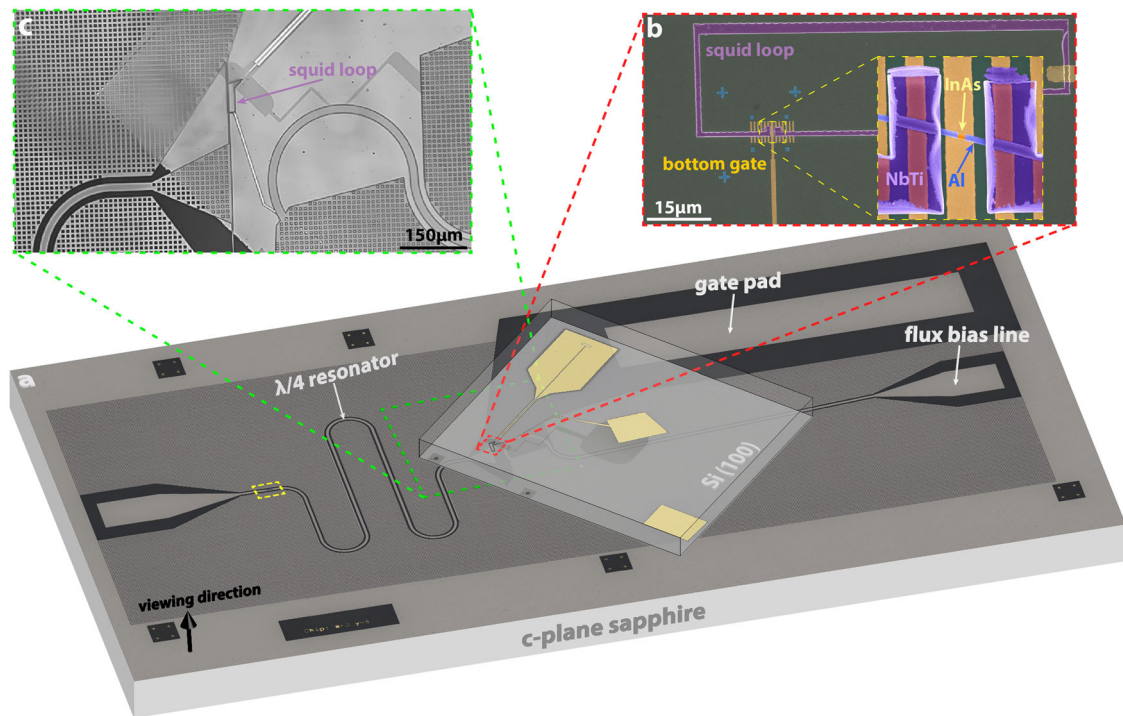 c
squid loop
150μm
b
squid loop
InAs
bottom gate
NbTi
Al
15μm
a
gate pad
flux bias line
λ/4 resonator
Si (100)
viewing direction
c-plane sapphire